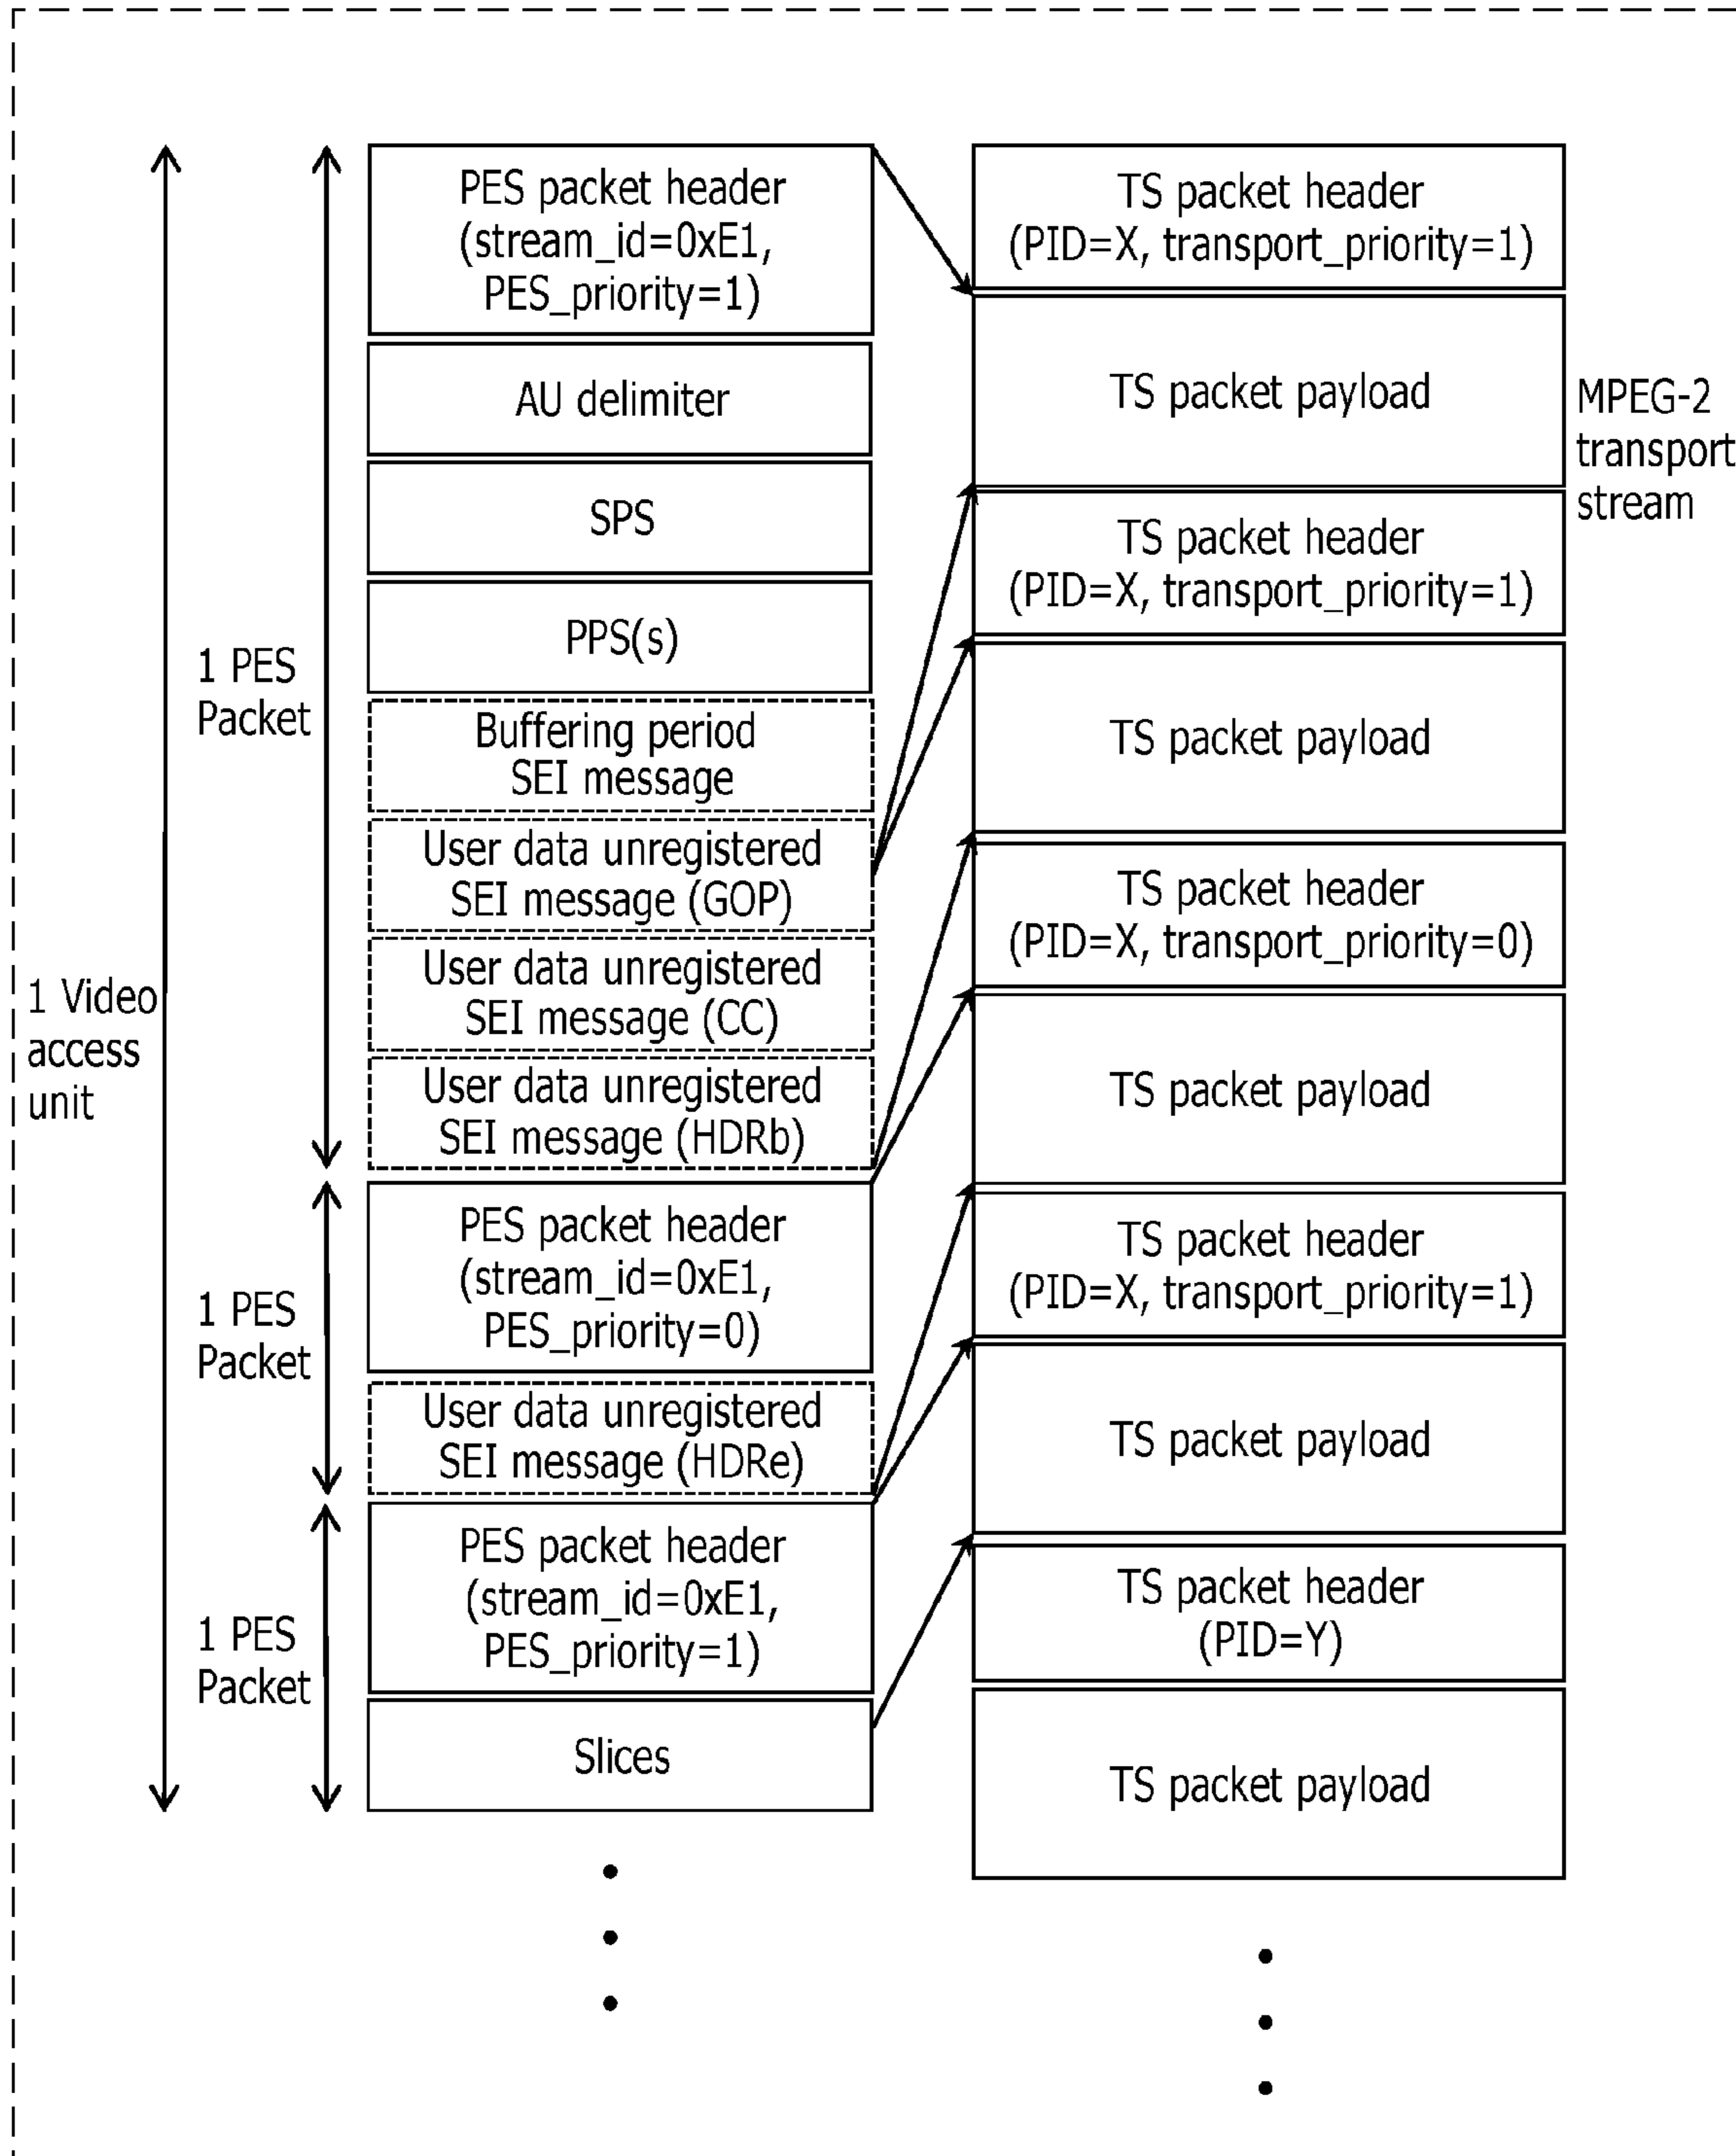 1 Video
access
unit
1 PES
Packet
1 PES
Packet
1 PES
Packet
PES packet header
(stream_id=0xE1,
PES_priority=1)
AU delimiter
SPS
PPS(s)
Buffering period
SEI message
User data unregistered
SEI message (GOP)
User data unregistered
SEI message (CC)
User data unregistered
SEI message (HDRb)
PES packet header
(stream_id=0xE1,
PES_priority=0)
User data unregistered
SEI message (HDRe)
PES packet header
(stream_id=0xE1,
PES_priority=1)
Slices
TS packet header
(PID=X, transport_priority=1)
TS packet payload
TS packet header
(PID=X, transport_priority=1)
TS packet payload
TS packet header
(PID=X, transport_priority=0)
TS packet payload
TS packet header
(PID=X, transport_priority=1)
TS packet payload
TS packet header
(PID=Y)
TS packet payload
MPEG-2
transport
stream